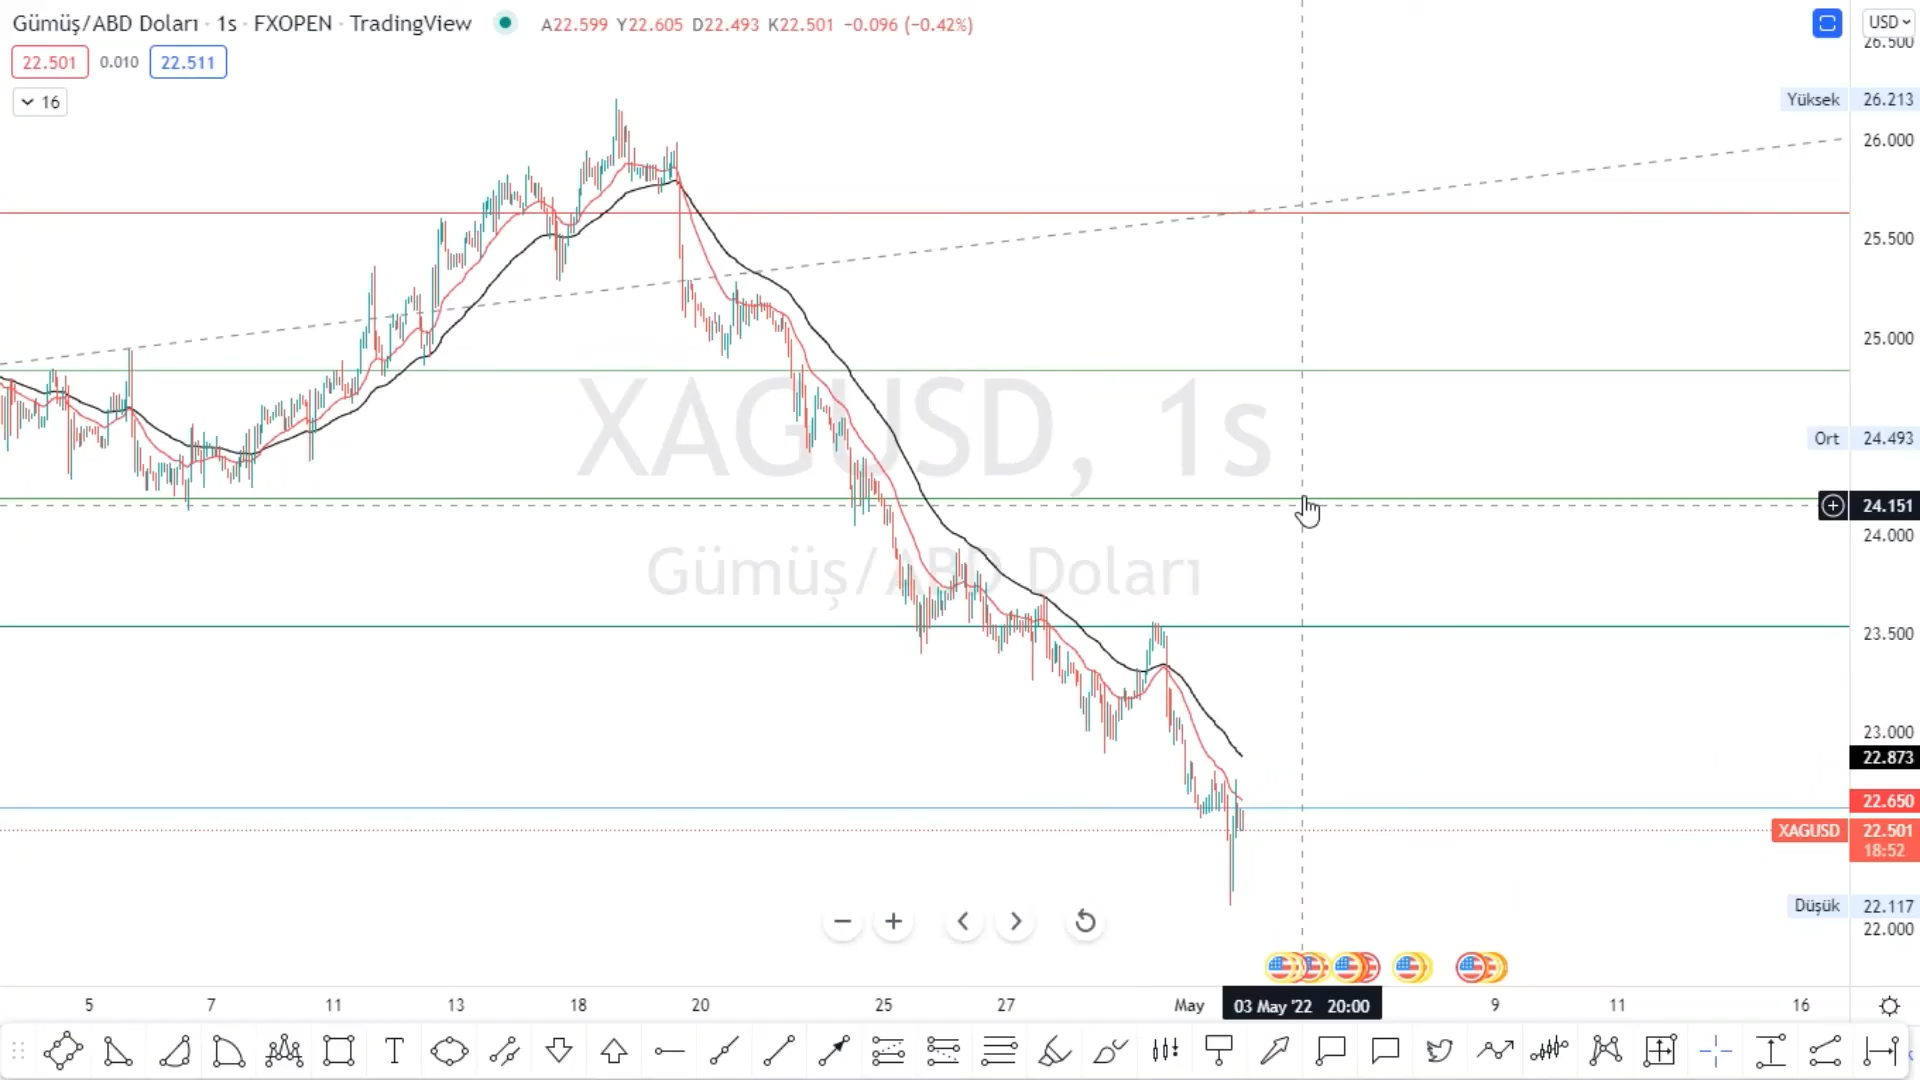 Gümüş/ABD Doları · 1s · FXOPEN · TradingView A22.599 Y22.605 D22.493 K22.501 −0.096 (−0.42%)
USD
26.500
22.501 0.010 22.511
16
Yüksek 26.213
26.000
25.500
25.000
XAGUSD, 1s
Ort 24.493
24.151
24.000
Gümüş/ABD Doları
23.500
23.000
22.873
22.650
XAGUSD 22.501
18:52
Düşük 22.117
22.000
5 7 11 13 18 20 25 27 May 03 May '22 20:00 9 11 16
T